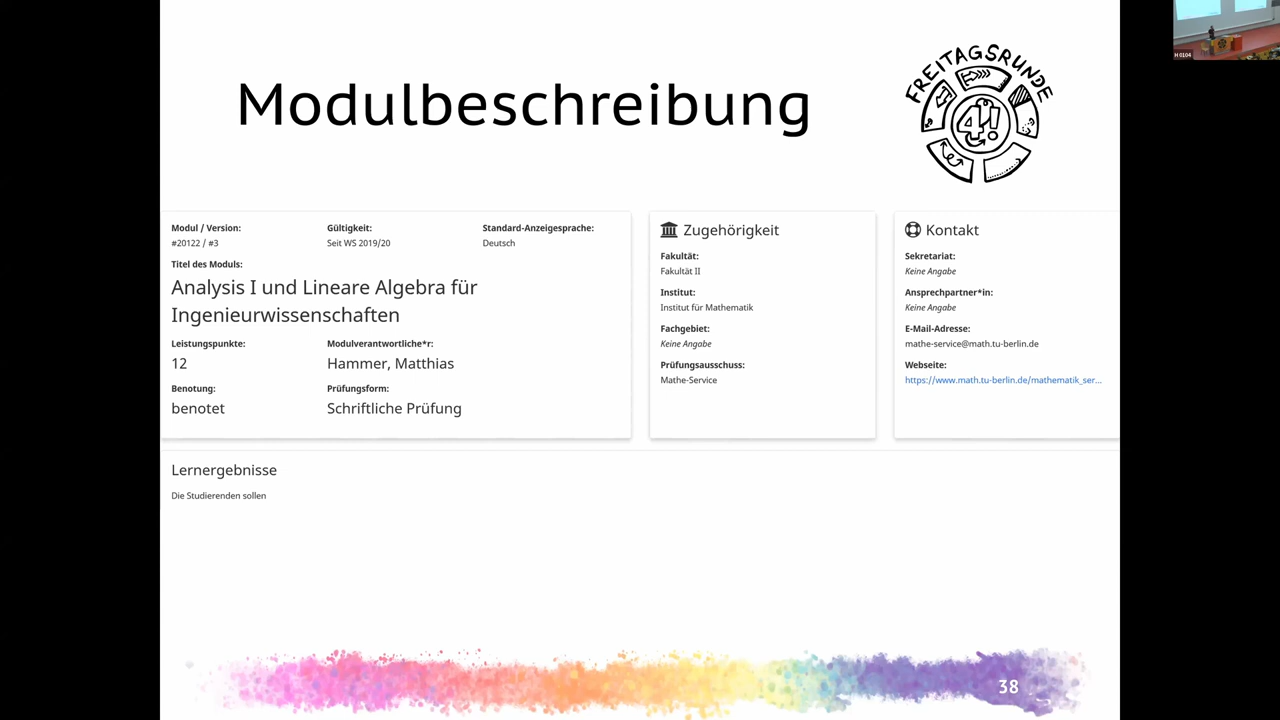 Modulbeschreibung
FREITAGSRUNDE
4!
H 0104
Modul / Version:
#20122 / #3
Gültigkeit:
Seit WS 2019/20
Standard-Anzeigesprache:
Deutsch
Titel des Moduls:
Analysis I und Lineare Algebra für
Ingenieurwissenschaften
Leistungspunkte:
12
Modulverantwortliche*r:
Hammer, Matthias
Benotung:
benotet
Prüfungsform:
Schriftliche Prüfung
Zugehörigkeit
Fakultät:
Fakultät II
Institut:
Institut für Mathematik
Fachgebiet:
Keine Angabe
Prüfungsausschuss:
Mathe-Service
Kontakt
Sekretariat:
Keine Angabe
Ansprechpartner*in:
Keine Angabe
E-Mail-Adresse:
mathe-service@math.tu-berlin.de
Webseite:
https://www.math.tu-berlin.de/mathematik_ser...
Lernergebnisse
Die Studierenden sollen
38